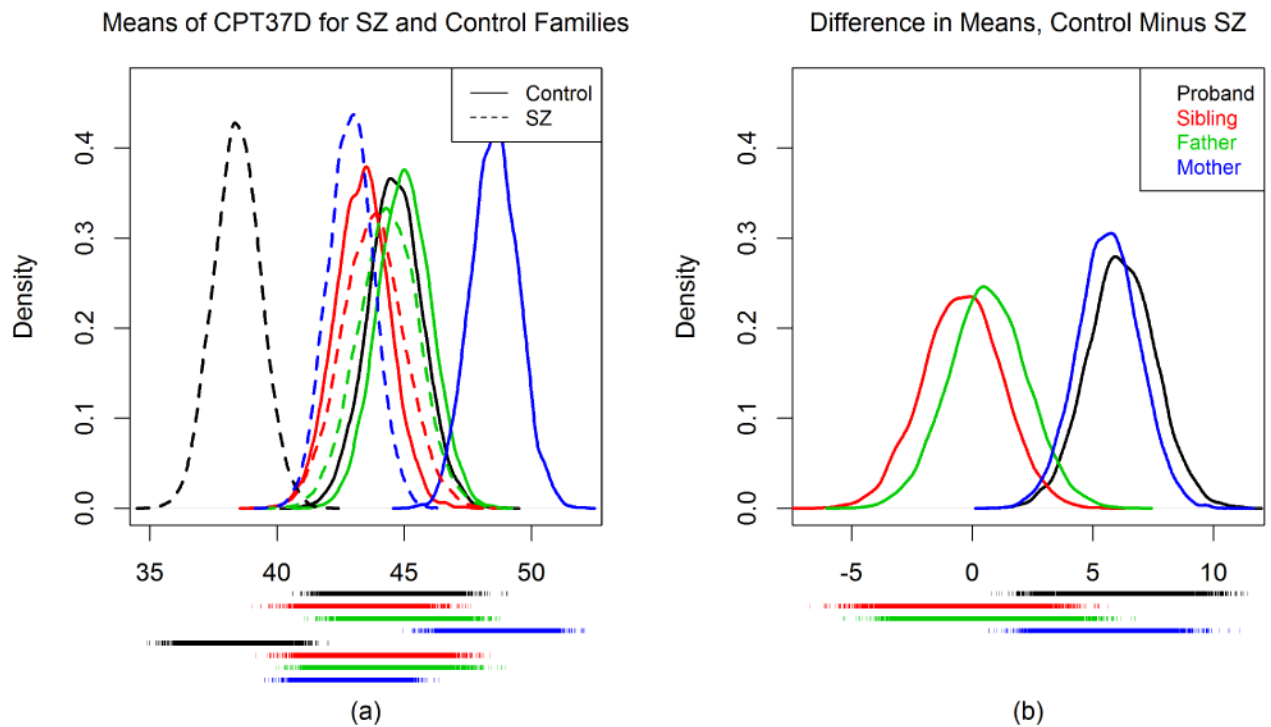 Means of CPT37D for SZ and Control Families
Control
SZ
Density
0.0 0.1 0.2 0.3 0.4
35 40 45 50
(a)
Difference in Means, Control Minus SZ
Proband
Sibling
Father
Mother
Density
0.0 0.1 0.2 0.3 0.4
-5 0 5 10
(b)